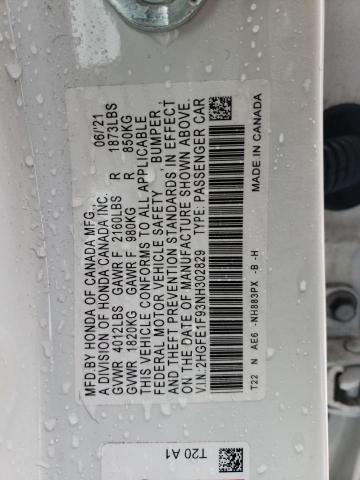 MFD.BY HONDA OF CANADA MFG., 06/'21
A DIVISION OF HONDA CANADA INC.
GVWR 4012LBS GAWR F 2160LBS R 1873LBS
GVWR 1820KG GAWR F 980KG R 850KG
THIS VEHICLE CONFORMS TO ALL APPLICABLE
FEDERAL MOTOR VEHICLE SAFETY, BUMPER,
AND THEFT PREVENTION STANDARDS IN EFFECT
ON THE DATE OF MANUFACTURE SHOWN ABOVE.
V.I.N.:2HGFE1F93NH302829 TYPE: PASSENGER CAR
T22 N AE6 -NH883PX -B -H MADE IN CANADA
T20 A1